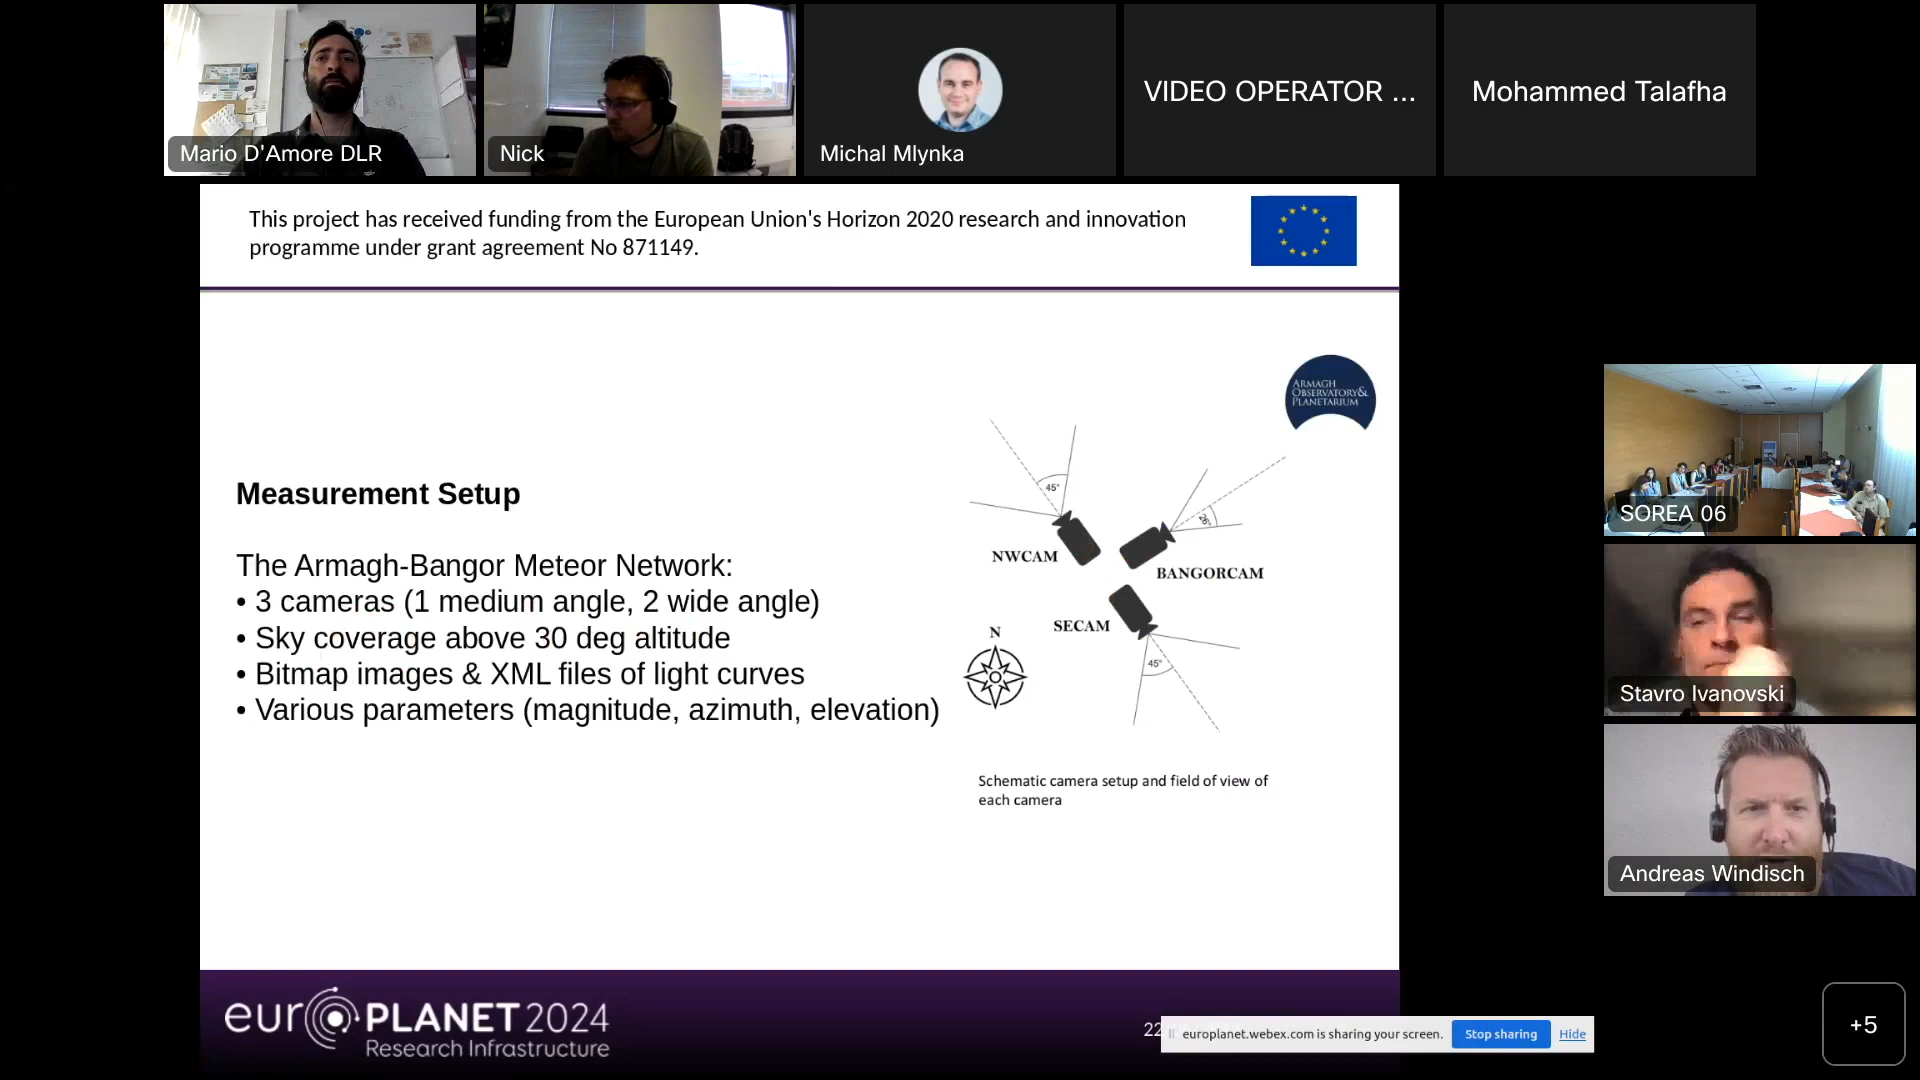 Mario D'Amore DLR
Nick
Michal Mlynka
VIDEO OPERATOR ...
Mohammed Talafha
This project has received funding from the European Union's Horizon 2020 research and innovation
programme under grant agreement No 871149.
ARMAGH
OBSERVATORY&
PLANETARIUM
Measurement Setup
The Armagh-Bangor Meteor Network:
• 3 cameras (1 medium angle, 2 wide angle)
• Sky coverage above 30 deg altitude
• Bitmap images & XML files of light curves
• Various parameters (magnitude, azimuth, elevation)
45°
NWCAM
BANGORCAM
SECAM
N
45°
Schematic camera setup and field of view of
each camera
SOREA 06
Stavro Ivanovski
Andreas Windisch
+5
euroPLANET 2024
Research Infrastructure
22
europlanet.webex.com is sharing your screen.
Stop sharing
Hide